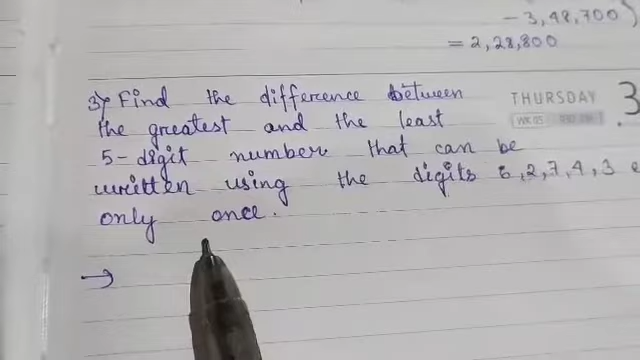 - 3,48,700
= 2,28,800
3) Find the difference between
the greatest and the least
5-digit number that can be
written using the digits 6, 2, 7, 4, 3 e
only once.
→
THURSDAY 3